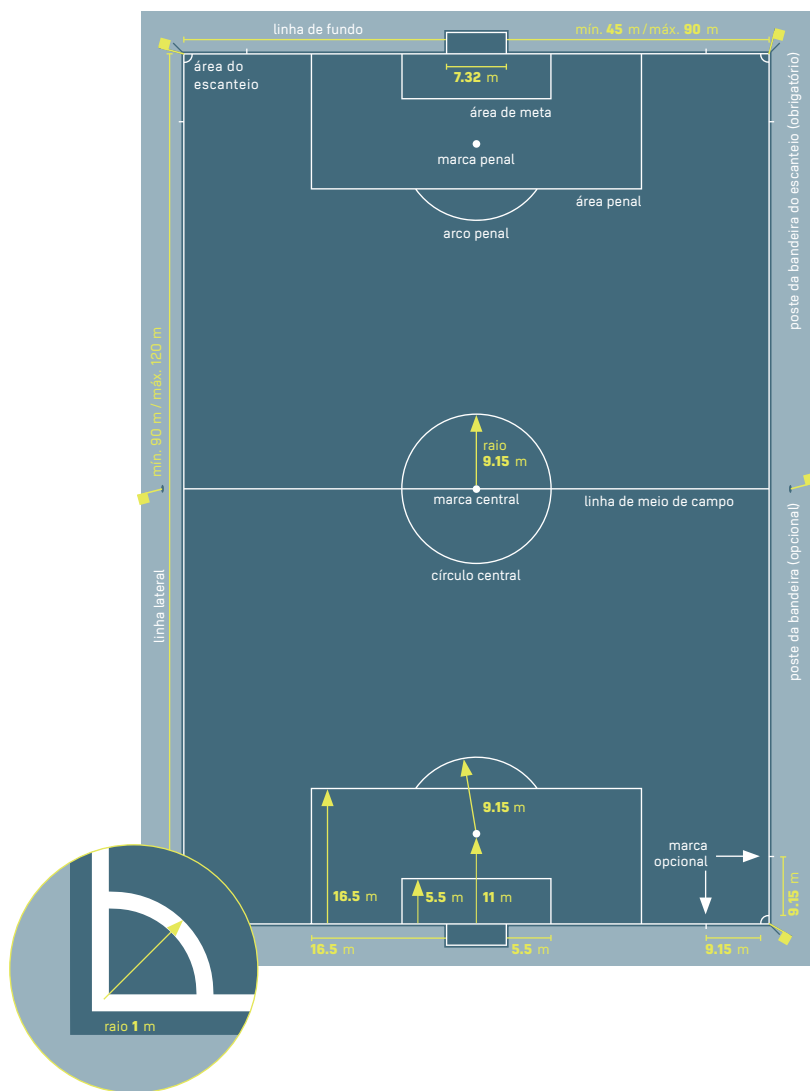 linha de fundo
mín. 45 m / máx. 90 m
área do
escanteio
7.32 m
área de meta
marca penal
área penal
arco penal
poste da bandeira do escanteio (obrigatório)
mín. 90 m / máx. 120 m
raio
9.15 m
marca central
linha de meio de campo
círculo central
linha lateral
poste da bandeira (opcional)
9.15 m
marca
opcional
16.5 m
5.5 m
11 m
9.15 m
16.5 m
5.5 m
9.15 m
raio 1 m